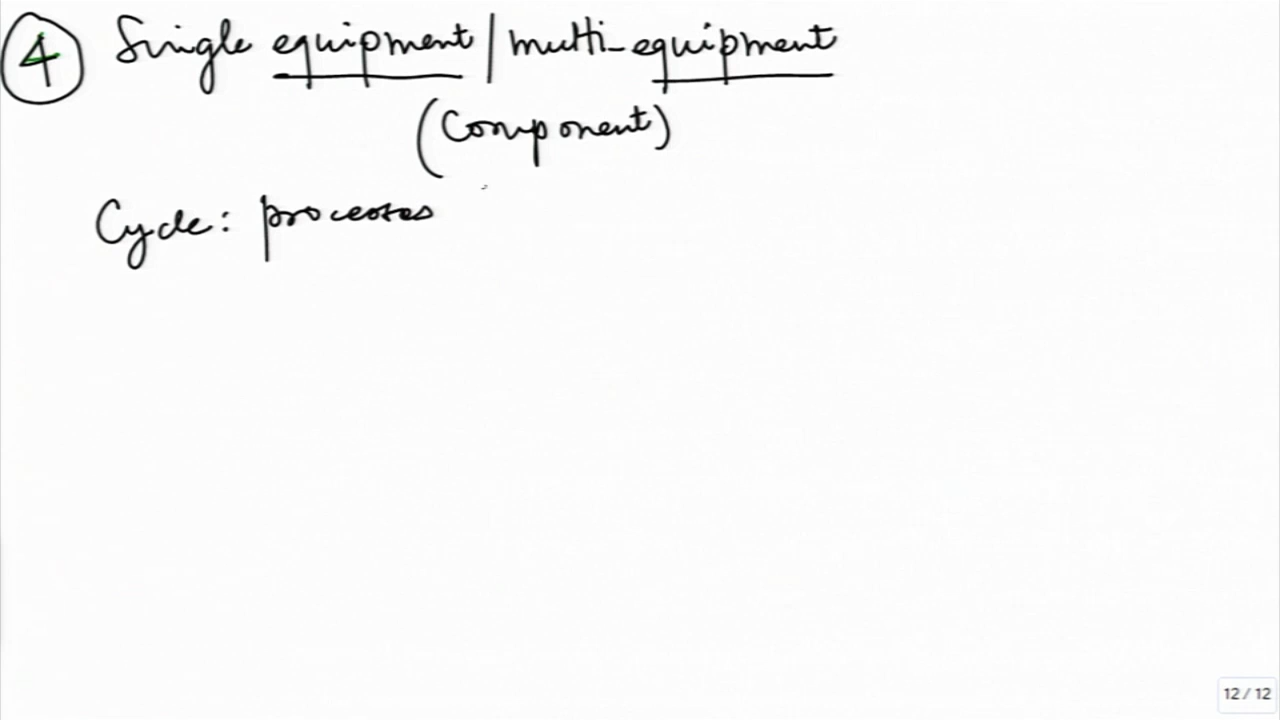 4 Single equipment / multi-equipment
(Component)
Cycle: processes
12 / 12